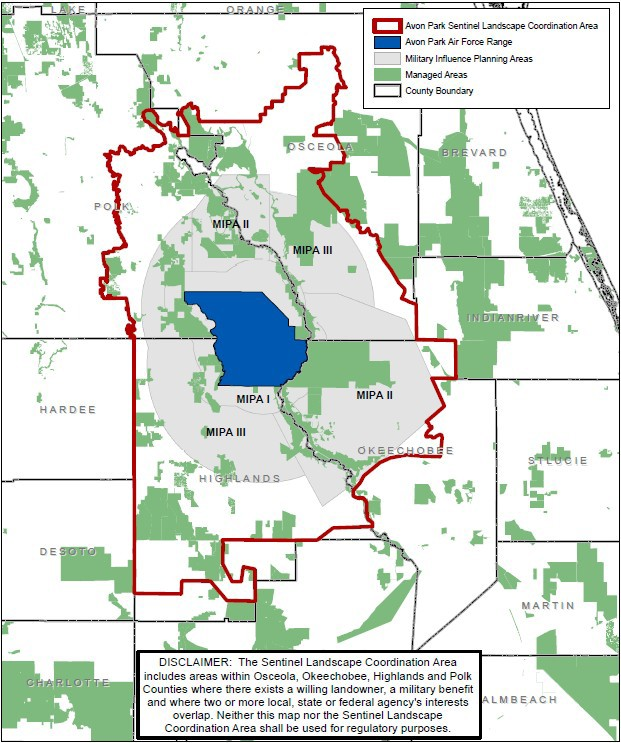 LAKE
ORANGE
Avon Park Sentinel Landscape Coordination Area
Avon Park Air Force Range
Military Influence Planning Areas
Managed Areas
County Boundary
OSCEOLA
BREVARD
POLK
MIPA II
MIPA III
INDIANRIVER
HARDEE
MIPA I
MIPA II
MIPA III
OKEECHOBEE
STLUCIE
HIGHLANDS
DESOTO
MARTIN
CHARLOTTE
ALMBEACH
DISCLAIMER: The Sentinel Landscape Coordination Area
includes areas within Osceola, Okeechobee, Highlands and Polk
Counties where there exists a willing landowner, a military benefit
and where two or more local, state or federal agency's interests
overlap. Neither this map nor the Sentinel Landscape
Coordination Area shall be used for regulatory purposes.